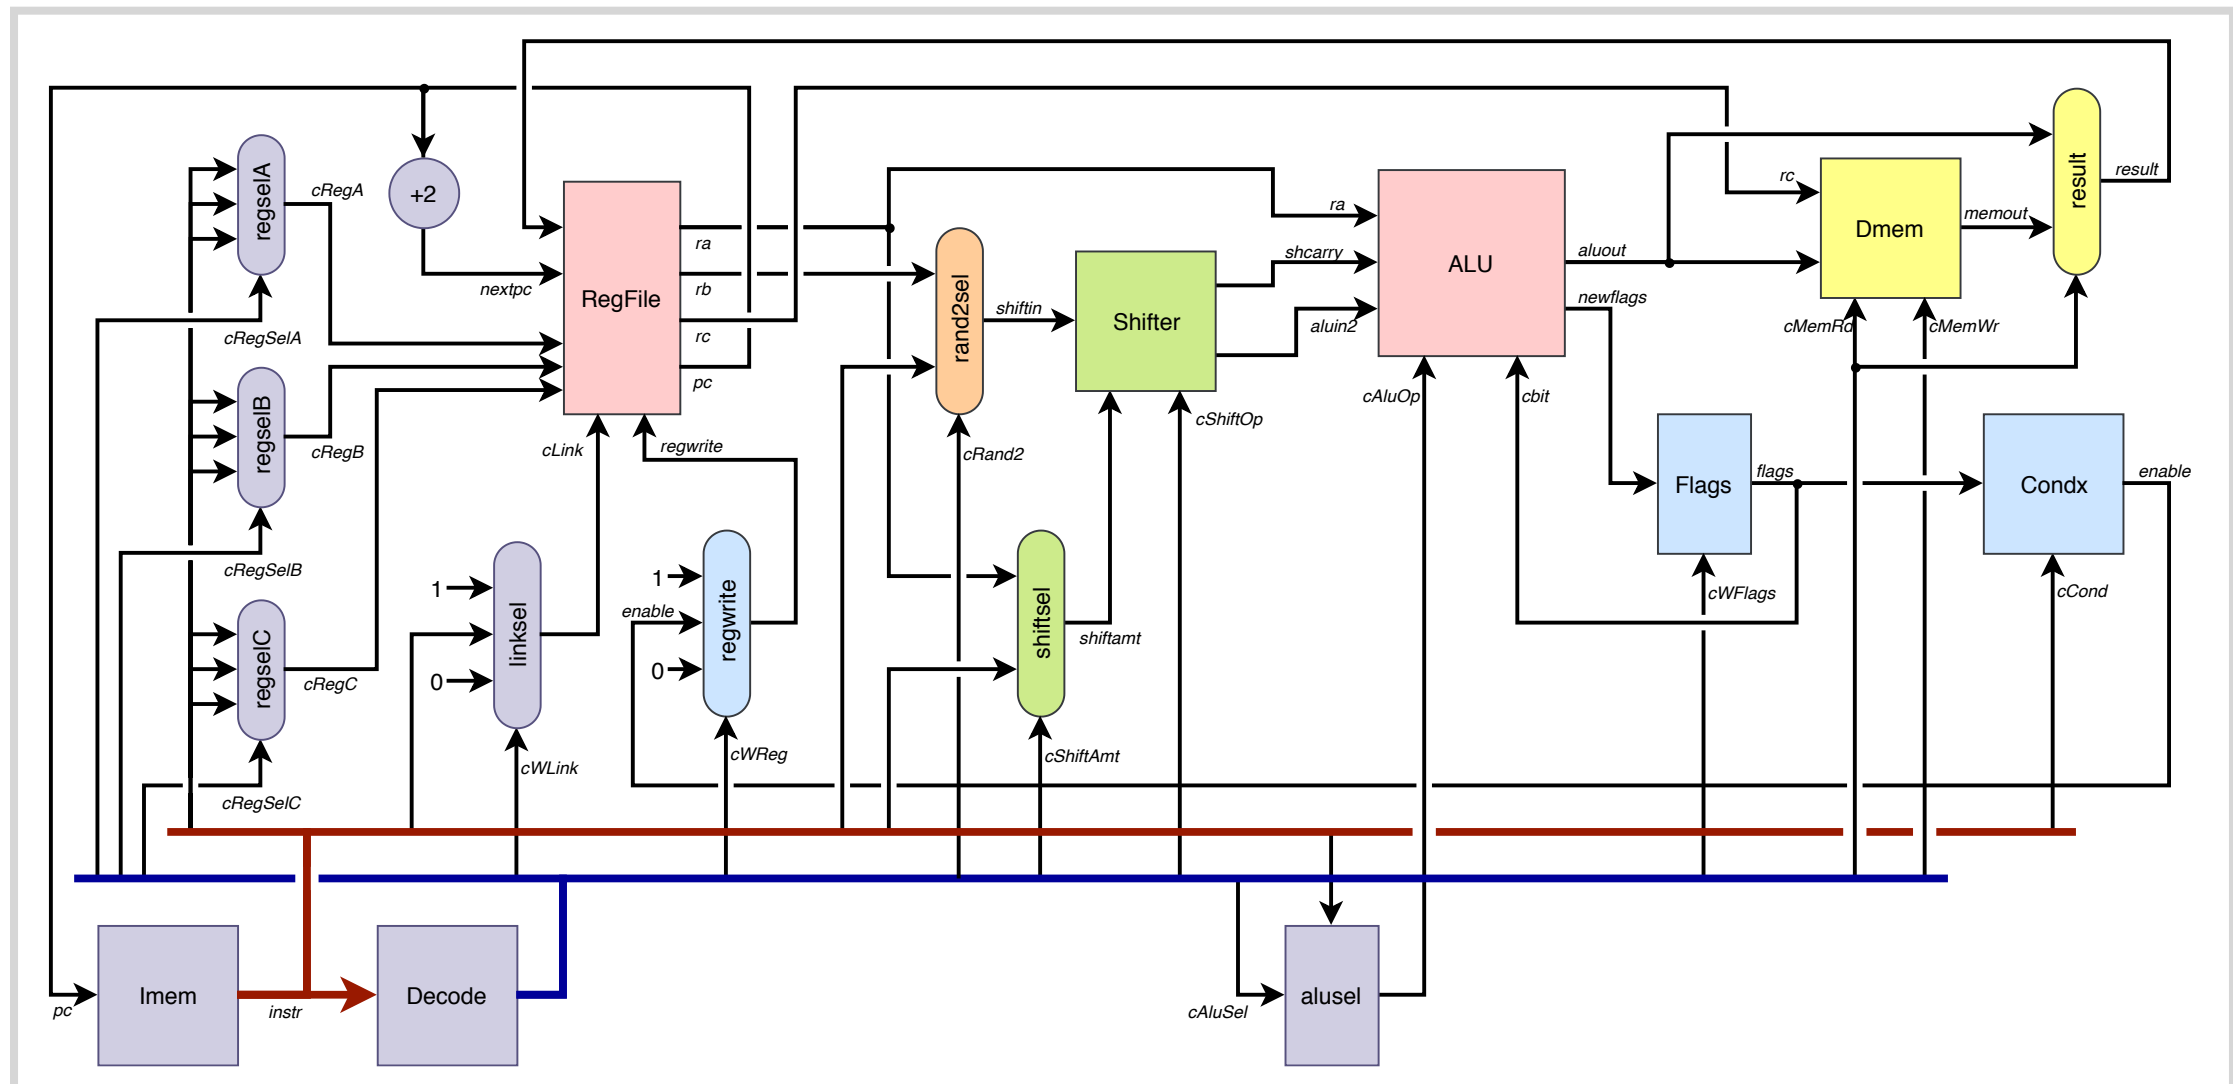 regselA
cRegA
+2
nextpc
cRegSelA
regselB
cRegB
cRegSelB
regselC
cRegC
cRegSelC
RegFile
ra
rb
rc
pc
cLink
regwrite
1
0
linksel
cWLink
1
enable
0
regwrite
cWReg
rand2sel
cRand2
shiftin
Shifter
cShiftOp
shiftsel
shiftamt
cShiftAmt
ra
shcarry
aluin2
ALU
aluout
newflags
cAluOp
cbit
rc
Dmem
memout
cMemRd
cMemWr
result
result
Flags
flags
cWFlags
Condx
enable
cCond
pc
Imem
instr
Decode
cAluSel
alusel